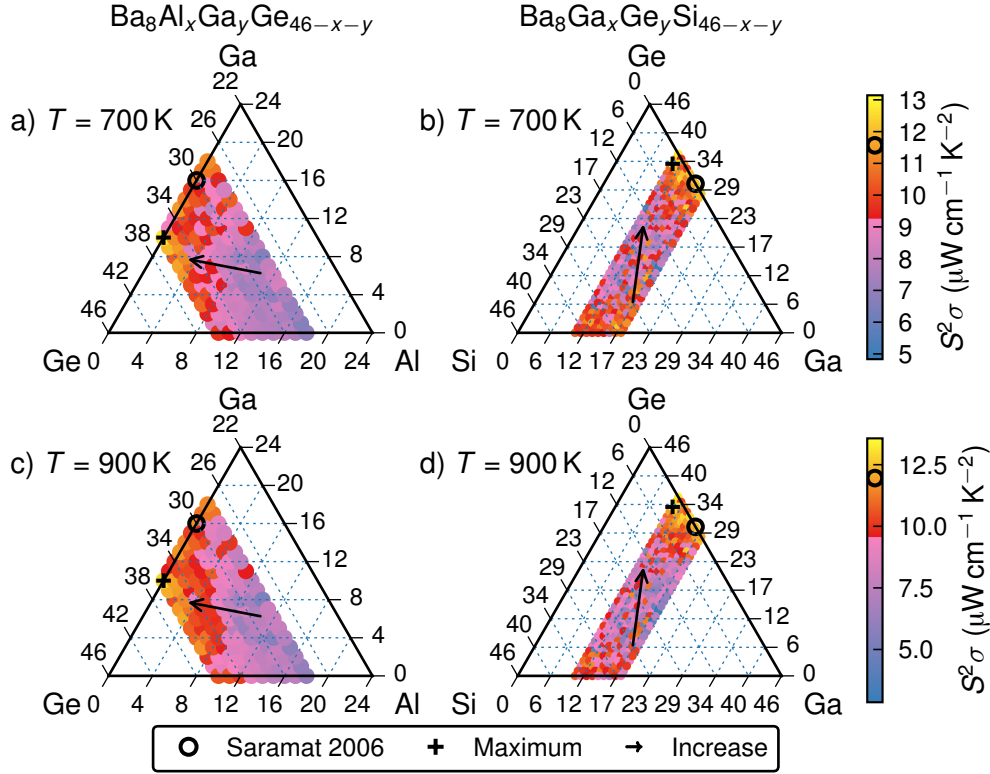 Ba₈AlₓGaᵧGe₄₆₋ₓ₋ᵧ
Ba₈GaₓGeᵧSi₄₆₋ₓ₋ᵧ
a) T = 700 K
Ga
22 26 30 34 38 42 46
24 20 16 12 8 4 0
Ge 0 4 8 12 16 20 24 Al
b) T = 700 K
Ge
0 6 12 17 23 29 34 40 46
46 40 34 29 23 17 12 6 0
Si 0 6 12 17 23 29 34 40 46 Ga
13
12
11
10
9
8
7
6
5
S²σ (μW cm⁻¹ K⁻²)
c) T = 900 K
Ga
22 26 30 34 38 42 46
24 20 16 12 8 4 0
Ge 0 4 8 12 16 20 24 Al
d) T = 900 K
Ge
0 6 12 17 23 29 34 40 46
46 40 34 29 23 17 12 6 0
Si 0 6 12 17 23 29 34 40 46 Ga
12.5
10.0
7.5
5.0
S²σ (μW cm⁻¹ K⁻²)
Saramat 2006 Maximum Increase